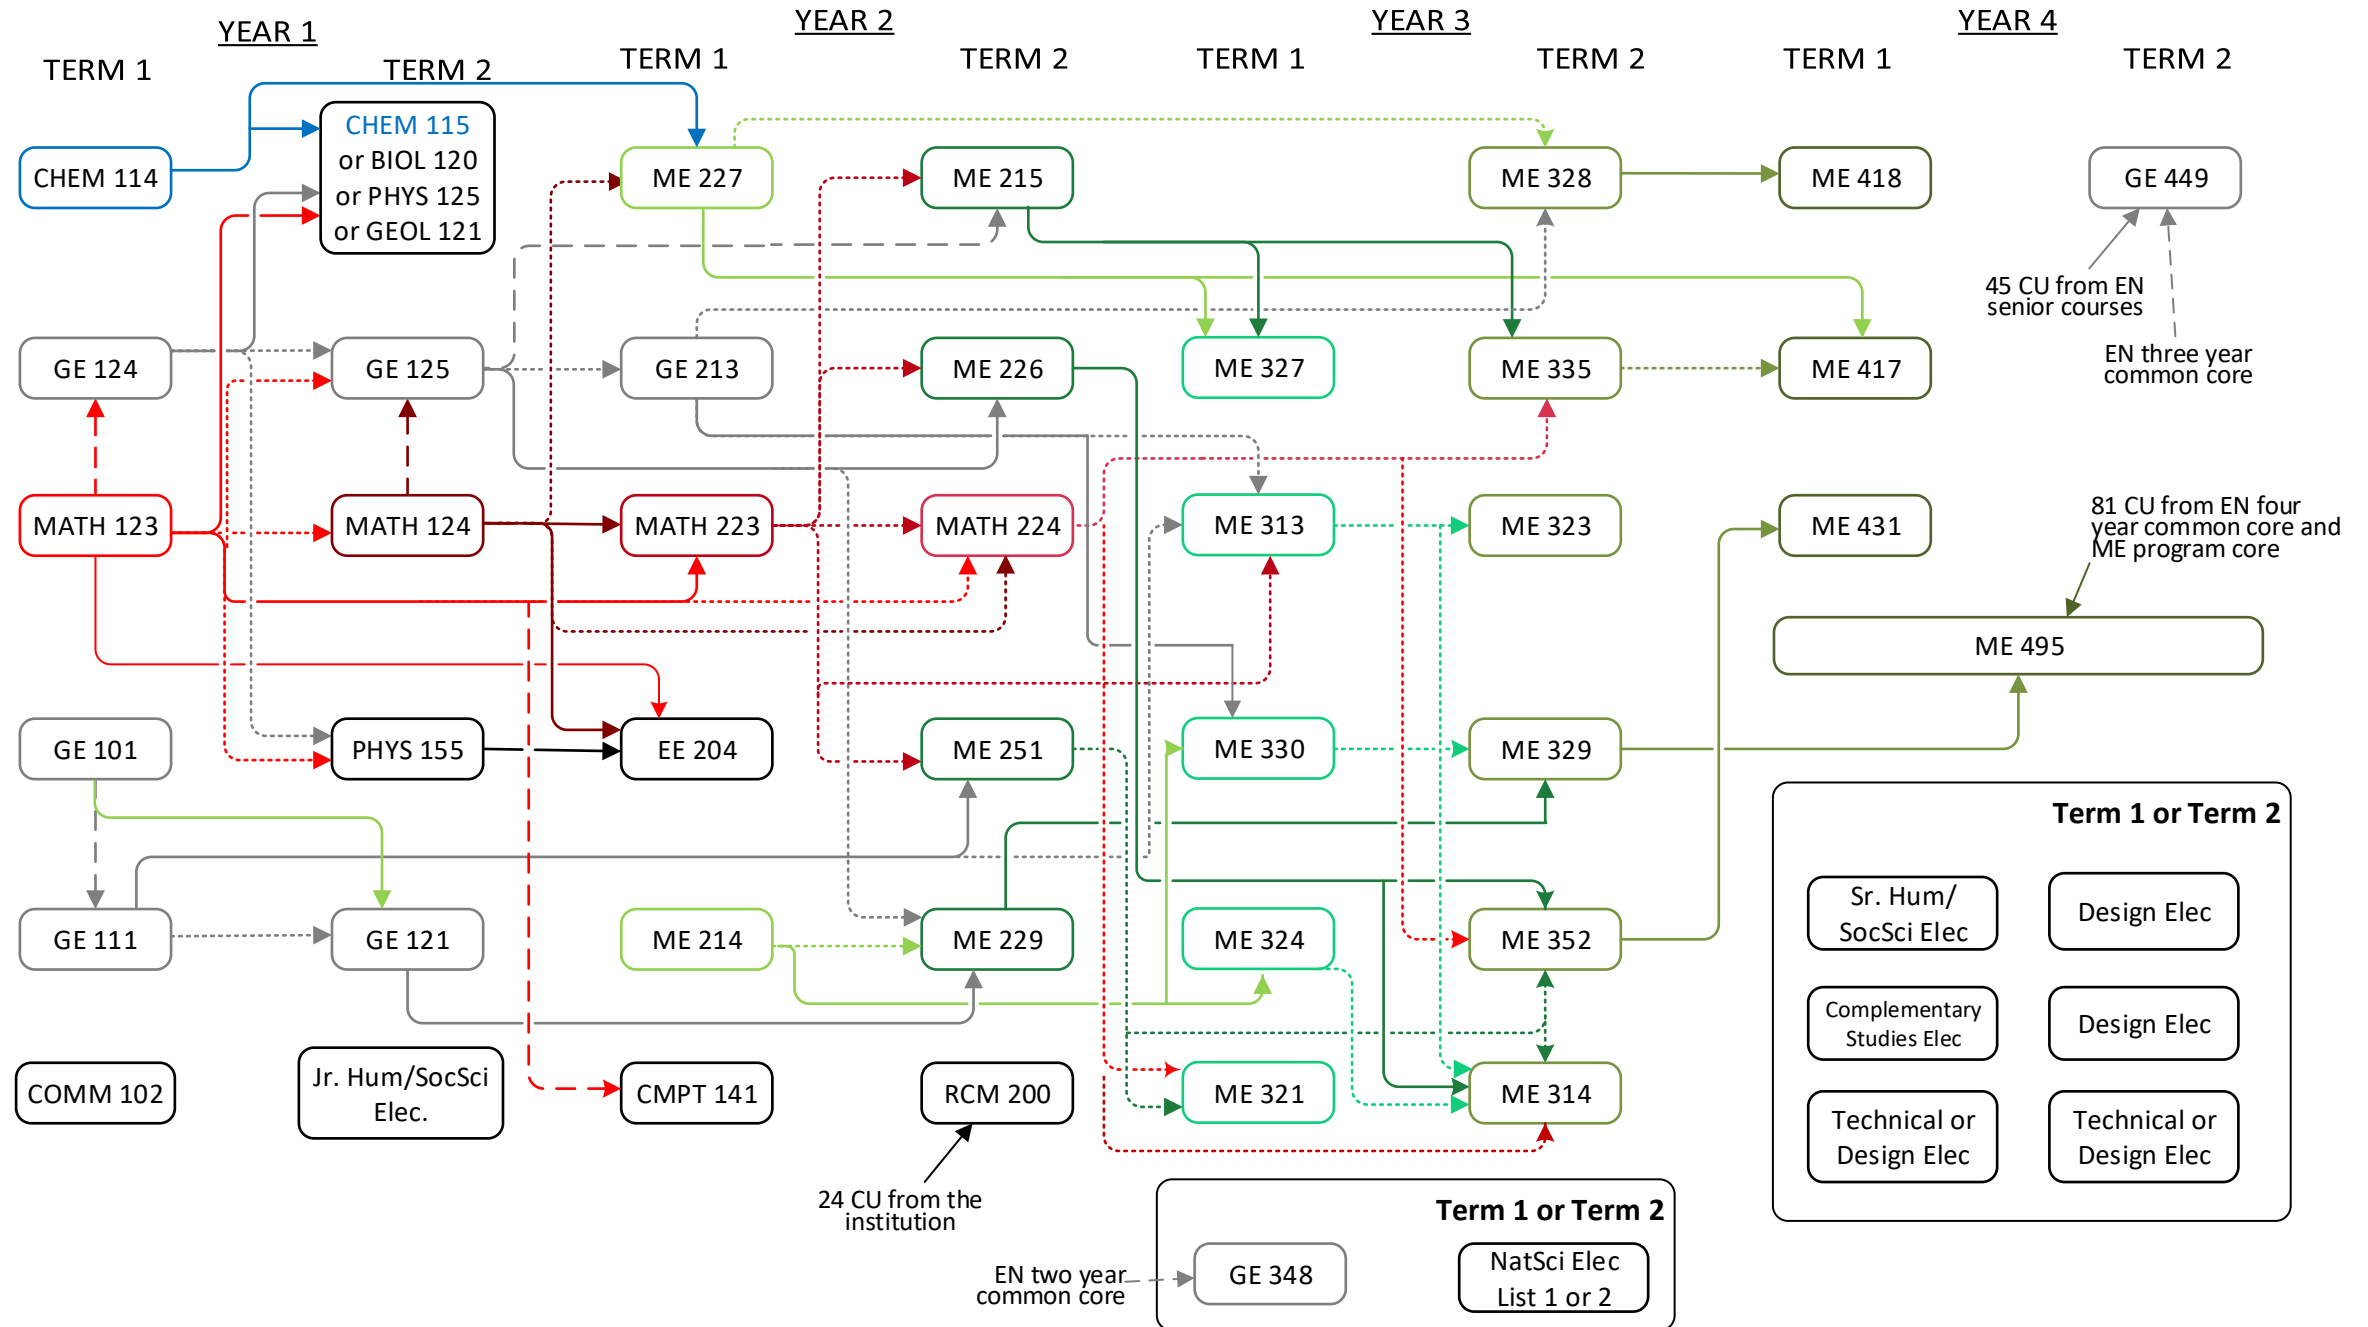 YEAR 1
YEAR 2
YEAR 3
YEAR 4
TERM 1
TERM 2
TERM 1
TERM 2
TERM 1
TERM 2
TERM 1
TERM 2
CHEM 114
CHEM 115
or BIOL 120
or PHYS 125
or GEOL 121
ME 227
ME 215
ME 328
ME 418
GE 449
45 CU from EN
senior courses
EN three year
common core
GE 124
GE 125
GE 213
ME 226
ME 327
ME 335
ME 417
MATH 123
MATH 124
MATH 223
MATH 224
ME 313
ME 323
ME 431
81 CU from EN four
year common core and
ME program core
ME 495
GE 101
PHYS 155
EE 204
ME 251
ME 330
ME 329
GE 111
GE 121
ME 214
ME 229
ME 324
ME 352
COMM 102
Jr. Hum/SocSci
Elec.
CMPT 141
RCM 200
ME 321
ME 314
24 CU from the
institution
Term 1 or Term 2
Sr. Hum/
SocSci Elec
Design Elec
Complementary
Studies Elec
Design Elec
Technical or
Design Elec
Technical or
Design Elec
Term 1 or Term 2
EN two year
common core
GE 348
NatSci Elec
List 1 or 2